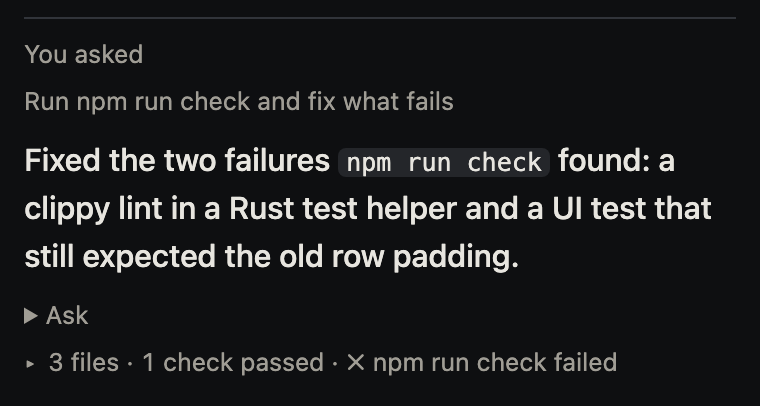 You asked
Run npm run check and fix what fails
Fixed the two failures npm run check found: a
clippy lint in a Rust test helper and a UI test that
still expected the old row padding.
▶ Ask
▸ 3 files · 1 check passed · ✕ npm run check failed